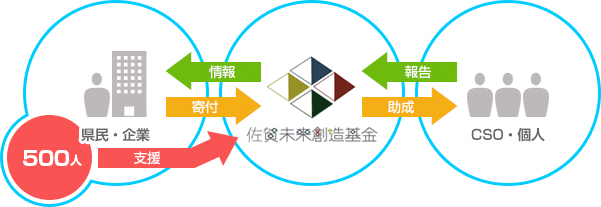 情報
報告
寄付
助成
県民・企業
佐賀未来創造基金
CSO・個人
500人
支援